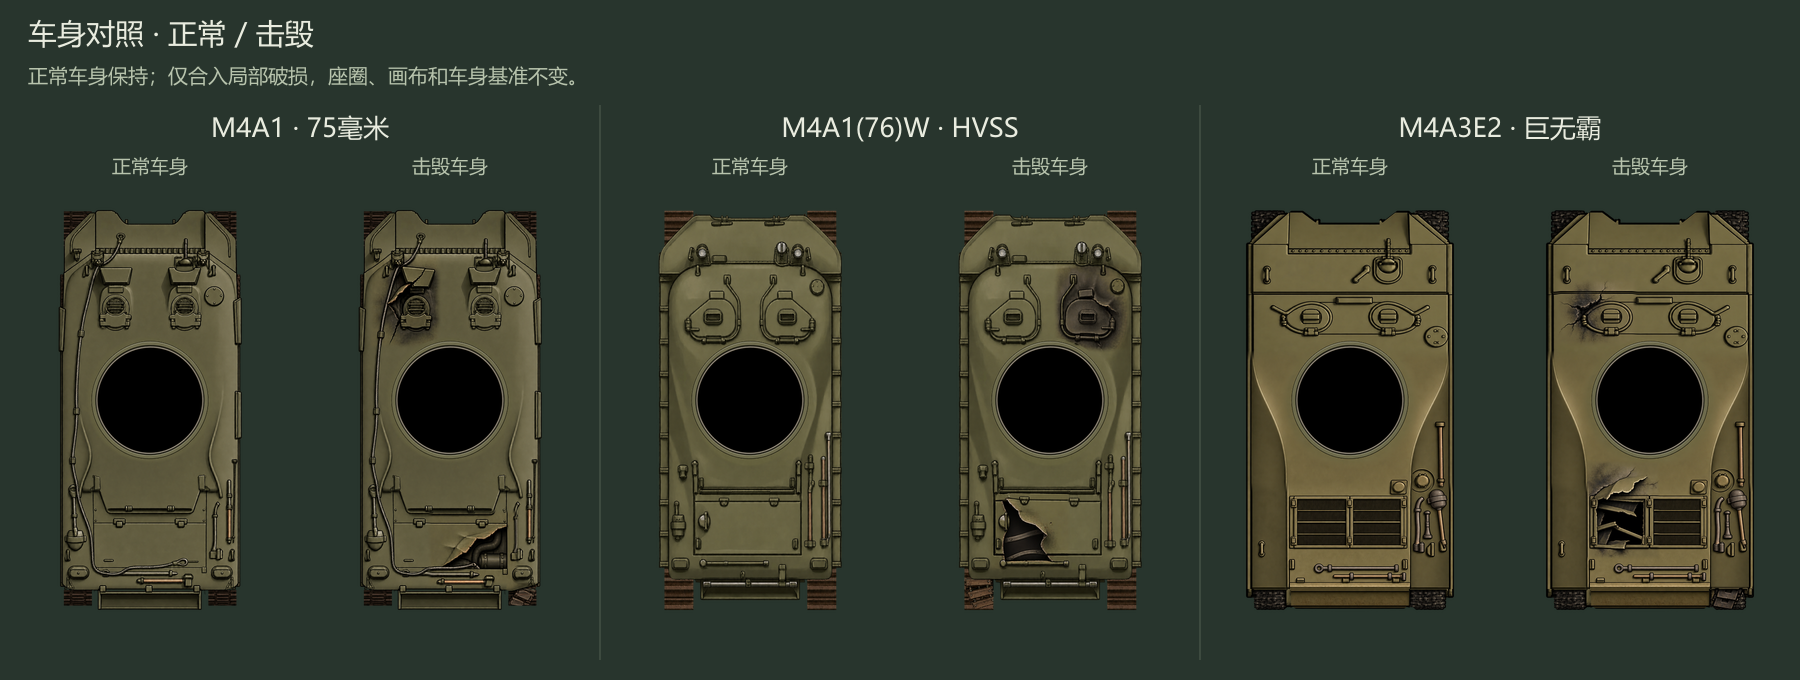 车身对照 · 正常 / 击毁
正常车身保持；仅合入局部破损，座圈、画布和车身基准不变。
M4A1 · 75毫米
正常车身
击毁车身
M4A1(76)W · HVSS
正常车身
击毁车身
M4A3E2 · 巨无霸
正常车身
击毁车身